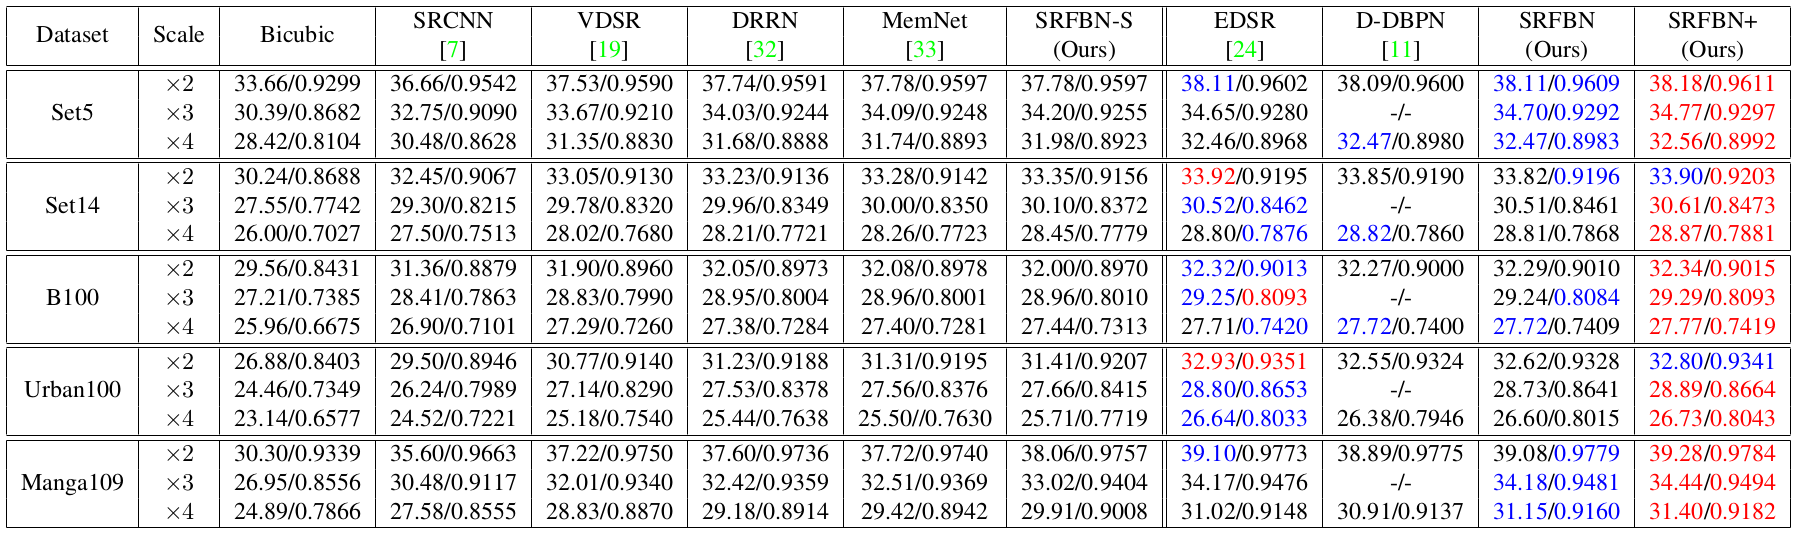 Dataset Scale Bicubic SRCNN [7] VDSR [19] DRRN [32] MemNet [33] SRFBN-S (Ours) EDSR [24] D-DBPN [11] SRFBN (Ours) SRFBN+ (Ours)
Set5 ×2 33.66/0.9299 36.66/0.9542 37.53/0.9590 37.74/0.9591 37.78/0.9597 37.78/0.9597 38.11/0.9602 38.09/0.9600 38.11/0.9609 38.18/0.9611
×3 30.39/0.8682 32.75/0.9090 33.67/0.9210 34.03/0.9244 34.09/0.9248 34.20/0.9255 34.65/0.9280 -/- 34.70/0.9292 34.77/0.9297
×4 28.42/0.8104 30.48/0.8628 31.35/0.8830 31.68/0.8888 31.74/0.8893 31.98/0.8923 32.46/0.8968 32.47/0.8980 32.47/0.8983 32.56/0.8992
Set14 ×2 30.24/0.8688 32.45/0.9067 33.05/0.9130 33.23/0.9136 33.28/0.9142 33.35/0.9156 33.92/0.9195 33.85/0.9190 33.82/0.9196 33.90/0.9203
×3 27.55/0.7742 29.30/0.8215 29.78/0.8320 29.96/0.8349 30.00/0.8350 30.10/0.8372 30.52/0.8462 -/- 30.51/0.8461 30.61/0.8473
×4 26.00/0.7027 27.50/0.7513 28.02/0.7680 28.21/0.7721 28.26/0.7723 28.45/0.7779 28.80/0.7876 28.82/0.7860 28.81/0.7868 28.87/0.7881
B100 ×2 29.56/0.8431 31.36/0.8879 31.90/0.8960 32.05/0.8973 32.08/0.8978 32.00/0.8970 32.32/0.9013 32.27/0.9000 32.29/0.9010 32.34/0.9015
×3 27.21/0.7385 28.41/0.7863 28.83/0.7990 28.95/0.8004 28.96/0.8001 28.96/0.8010 29.25/0.8093 -/- 29.24/0.8084 29.29/0.8093
×4 25.96/0.6675 26.90/0.7101 27.29/0.7260 27.38/0.7284 27.40/0.7281 27.44/0.7313 27.71/0.7420 27.72/0.7400 27.72/0.7409 27.77/0.7419
Urban100 ×2 26.88/0.8403 29.50/0.8946 30.77/0.9140 31.23/0.9188 31.31/0.9195 31.41/0.9207 32.93/0.9351 32.55/0.9324 32.62/0.9328 32.80/0.9341
×3 24.46/0.7349 26.24/0.7989 27.14/0.8290 27.53/0.8378 27.56/0.8376 27.66/0.8415 28.80/0.8653 -/- 28.73/0.8641 28.89/0.8664
×4 23.14/0.6577 24.52/0.7221 25.18/0.7540 25.44/0.7638 25.50//0.7630 25.71/0.7719 26.64/0.8033 26.38/0.7946 26.60/0.8015 26.73/0.8043
Manga109 ×2 30.30/0.9339 35.60/0.9663 37.22/0.9750 37.60/0.9736 37.72/0.9740 38.06/0.9757 39.10/0.9773 38.89/0.9775 39.08/0.9779 39.28/0.9784
×3 26.95/0.8556 30.48/0.9117 32.01/0.9340 32.42/0.9359 32.51/0.9369 33.02/0.9404 34.17/0.9476 -/- 34.18/0.9481 34.44/0.9494
×4 24.89/0.7866 27.58/0.8555 28.83/0.8870 29.18/0.8914 29.42/0.8942 29.91/0.9008 31.02/0.9148 30.91/0.9137 31.15/0.9160 31.40/0.9182